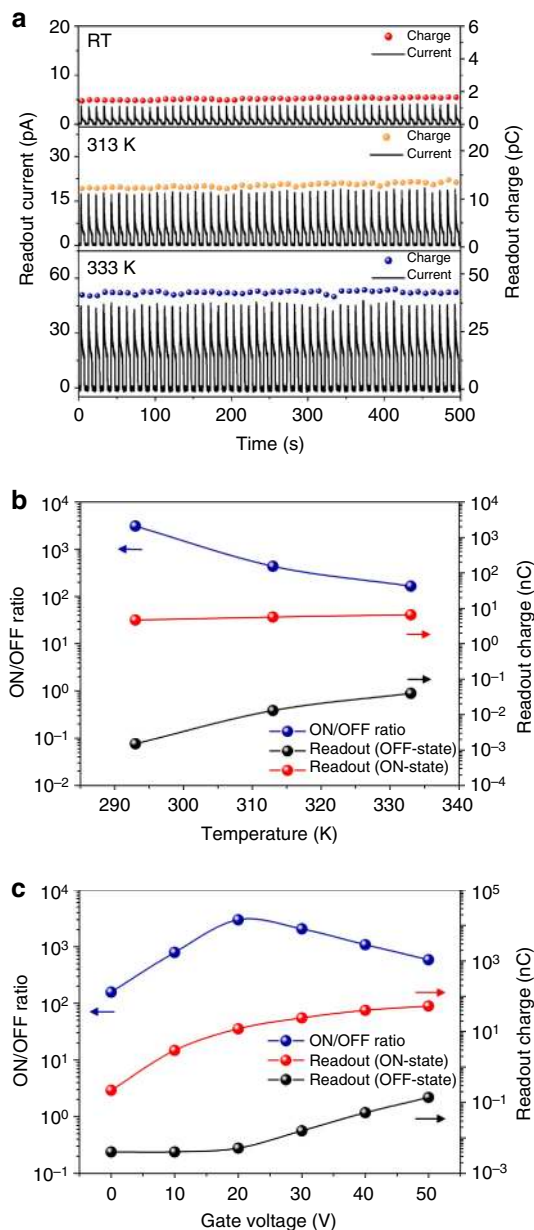 a
RT
Charge
Current
20
15
10
5
0
6
4
2
0
313 K
Charge
Current
30
15
0
20
10
0
333 K
Charge
Current
60
30
0
50
25
0
Readout current (pA)
Readout charge (pC)
0 100 200 300 400 500
Time (s)
b
10⁴
10³
10²
10¹
10⁰
10⁻¹
10⁻²
ON/OFF ratio
10⁴
10³
10²
10¹
10⁰
10⁻¹
10⁻²
10⁻³
10⁻⁴
Readout charge (nC)
ON/OFF ratio
Readout (OFF-state)
Readout (ON-state)
290 300 310 320 330 340
Temperature (K)
c
10⁴
10³
10²
10¹
10⁰
10⁻¹
ON/OFF ratio
10⁵
10³
10¹
10⁻¹
10⁻³
Readout charge (nC)
ON/OFF ratio
Readout (ON-state)
Readout (OFF-state)
0 10 20 30 40 50
Gate voltage (V)